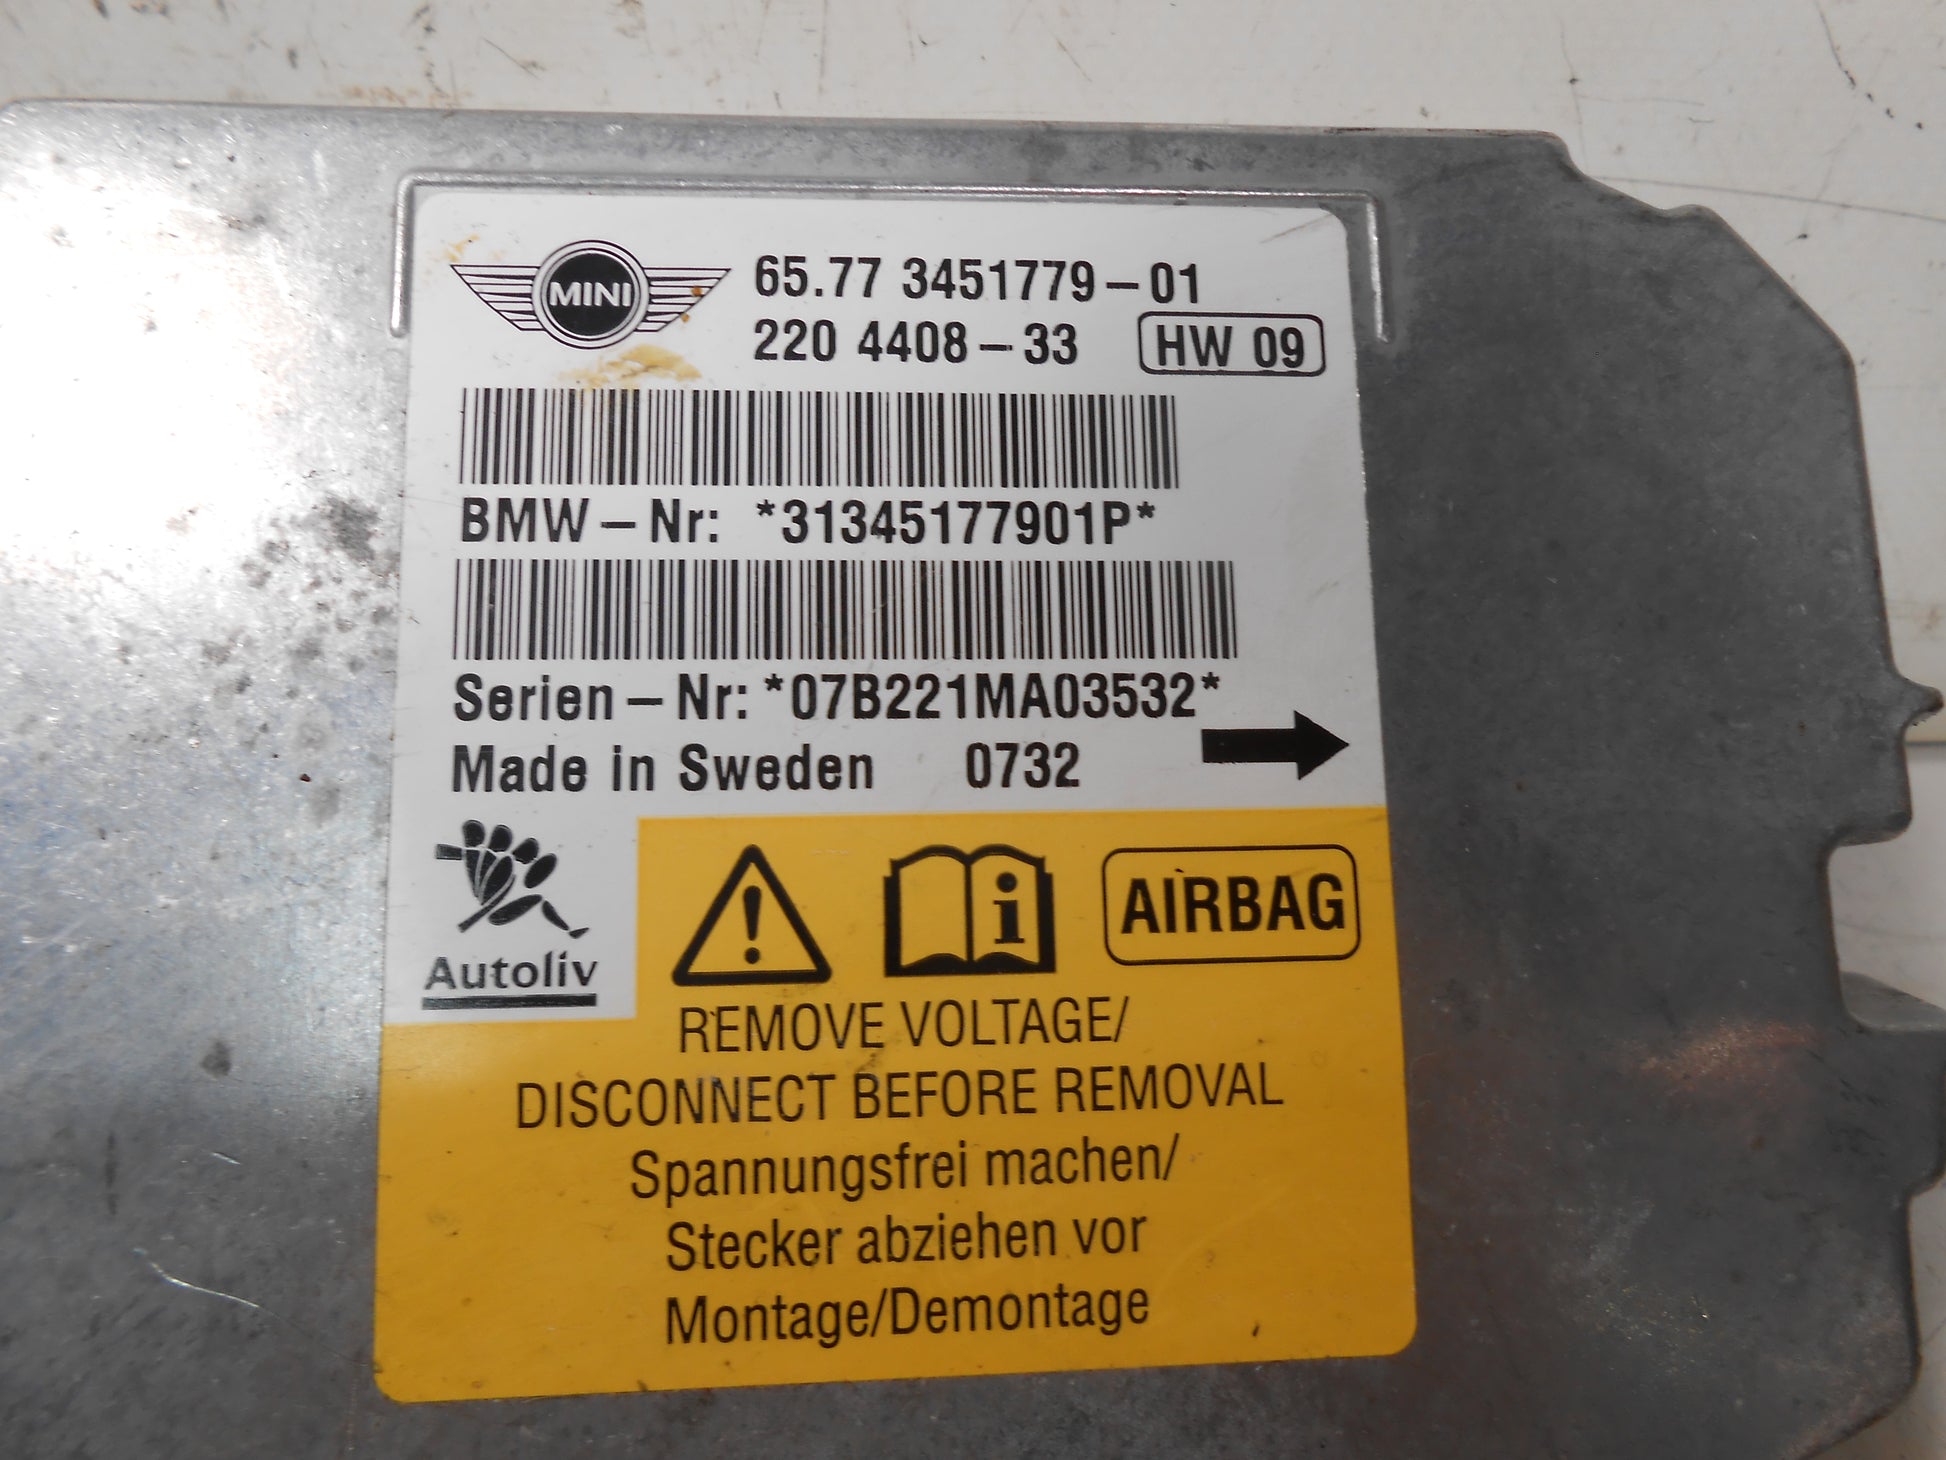 MINI
65.77 3451779-01
220 4408-33
HW 09
BMW-Nr: *31345177901P*
Serien-Nr: *07B221MA03532*
Made in Sweden 0732
Autoliv
AIRBAG
REMOVE VOLTAGE/
DISCONNECT BEFORE REMOVAL
Spannungsfrei machen/
Stecker abziehen vor
Montage/Demontage